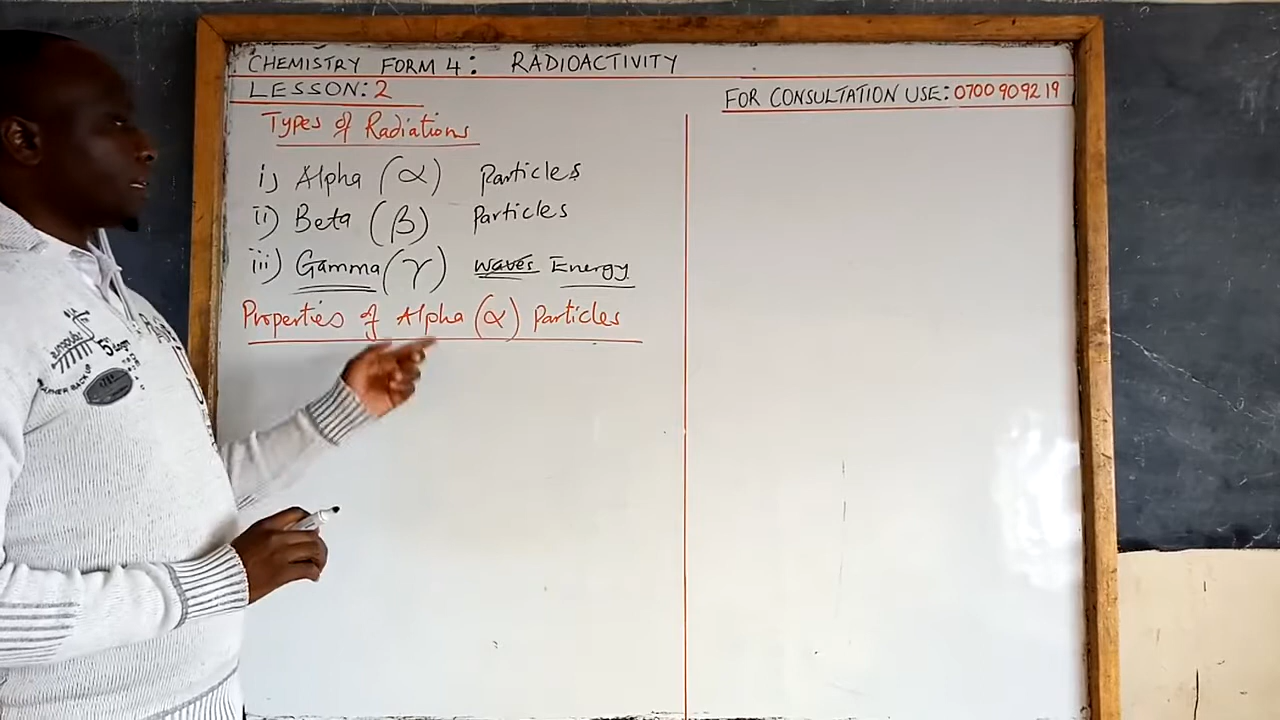 CHEMISTRY FORM 4: RADIOACTIVITY
LESSON: 2
FOR CONSULTATION USE: 0700 909219
Types of Radiations
i) Alpha (α) Particles
ii) Beta (β) Particles
iii) Gamma (γ) waves Energy
Properties of Alpha (α) Particles